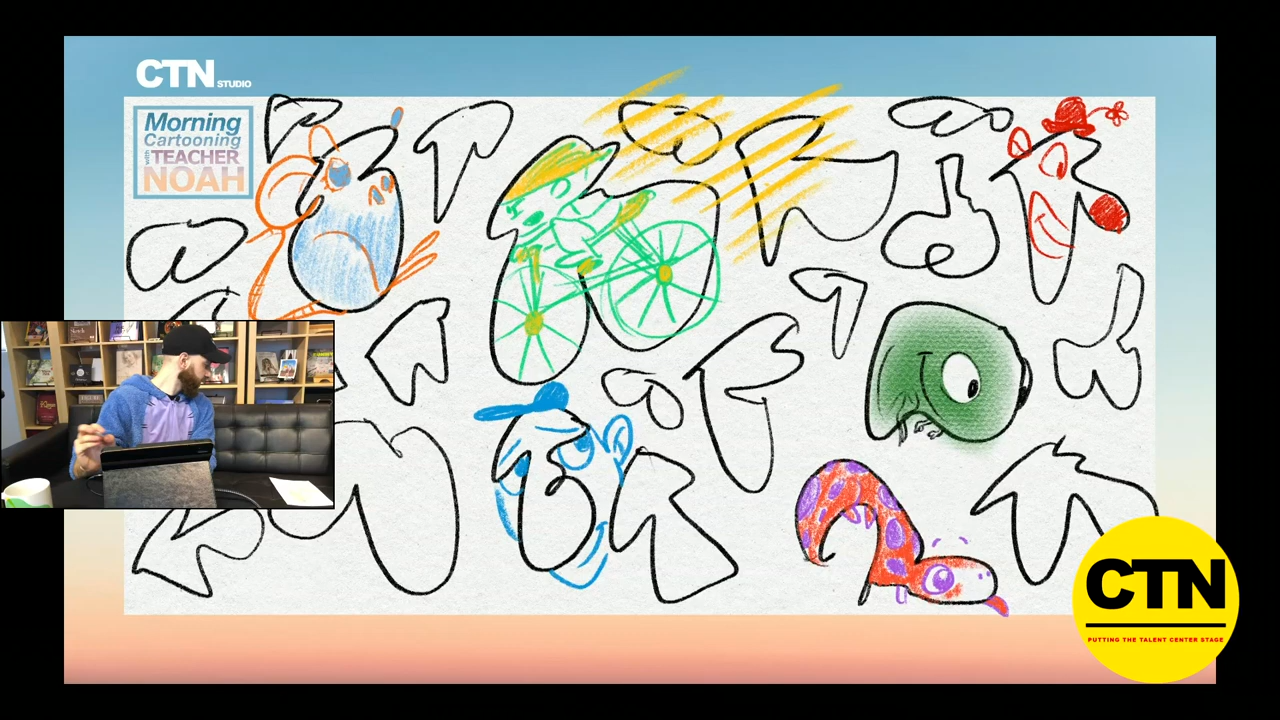 CTN STUDIO
Morning
Cartooning
with TEACHER
NOAH
CTN
PUTTING THE TALENT CENTER STAGE